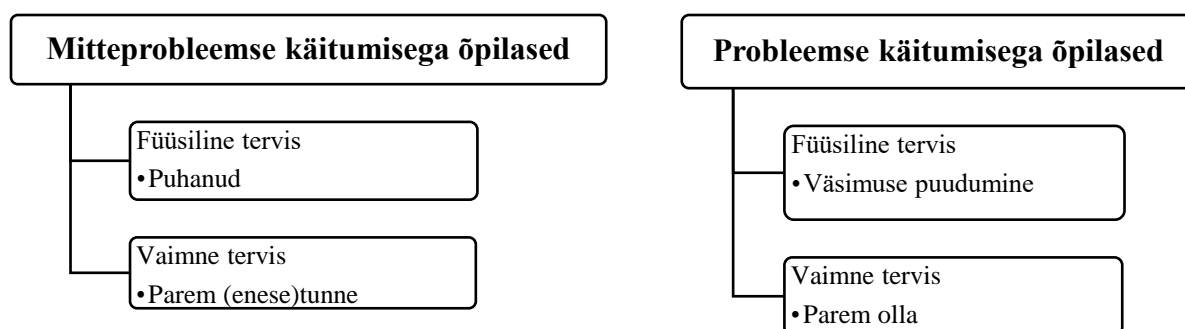 Mitteprobleemse käitumisega õpilased
Füüsiline tervis
•Puhanud
Vaimne tervis
•Parem (enese)tunne
Probleemse käitumisega õpilased
Füüsiline tervis
•Väsimuse puudumine
Vaimne tervis
•Parem olla